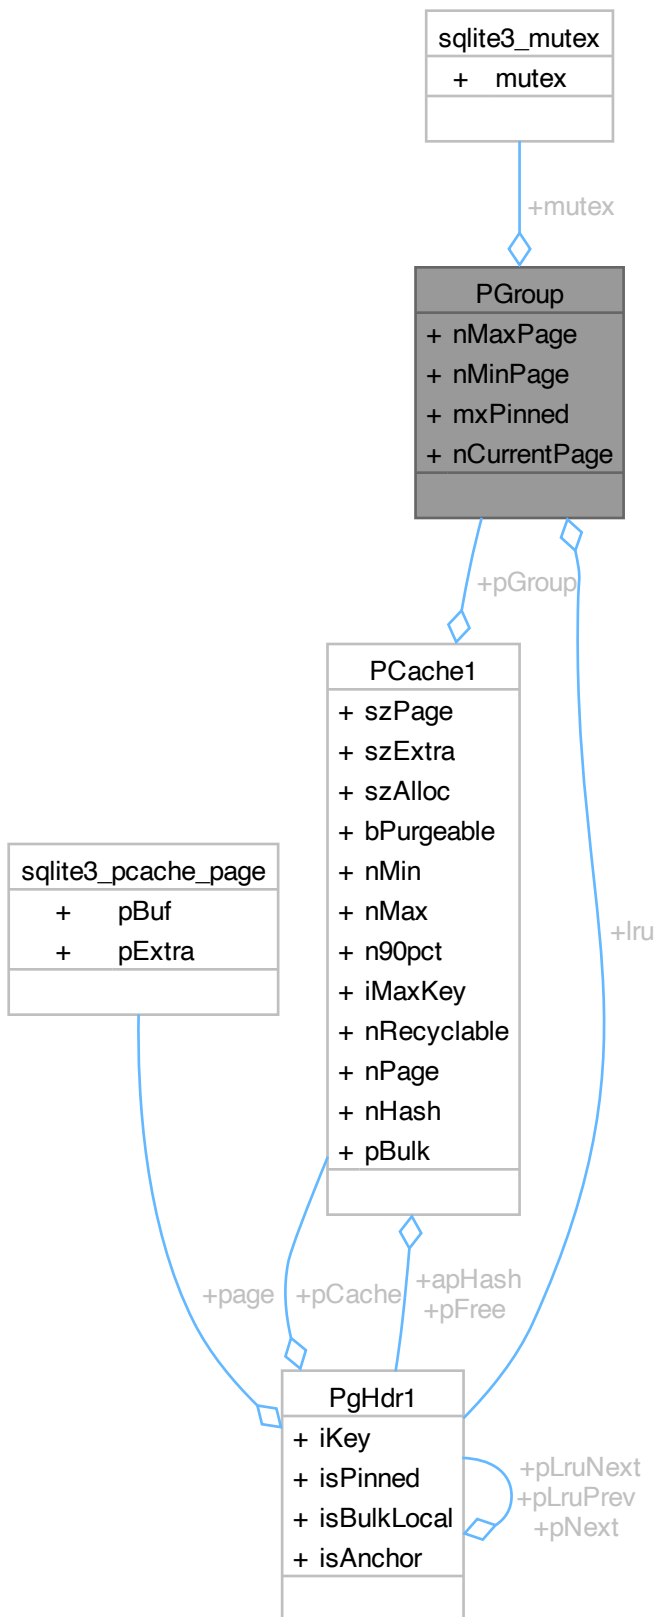 sqlite3_mutex
+ mutex
+mutex
PGroup
+ nMaxPage
+ nMinPage
+ mxPinned
+ nCurrentPage
+pGroup
PCache1
+ szPage
+ szExtra
+ szAlloc
+ bPurgeable
+ nMin
+ nMax
+ n90pct
+ iMaxKey
+ nRecyclable
+ nPage
+ nHash
+ pBulk
sqlite3_pcache_page
+ pBuf
+ pExtra
+lru
+page
+pCache
+apHash
+pFree
PgHdr1
+ iKey
+ isPinned
+ isBulkLocal
+ isAnchor
+pLruNext
+pLruPrev
+pNext